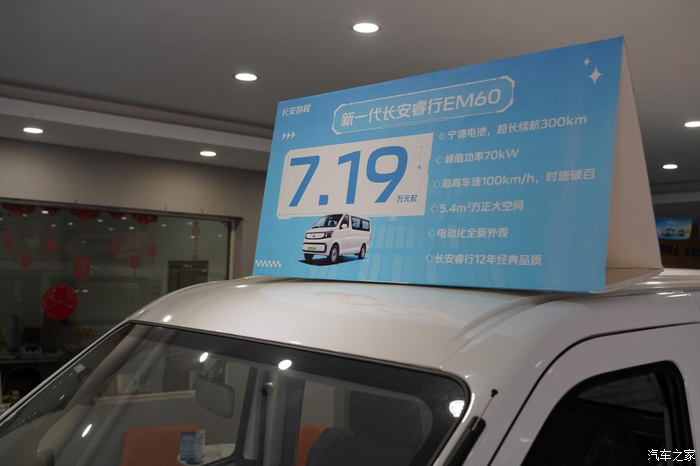 长安凯程
新一代长安睿行EM60
7.19万元起
宁德电池，超长续航300km
峰值功率70kW
最高车速100km/h，时速破百
5.4m³方正大空间
电动化全新外观
长安睿行12年经典品质
汽车之家